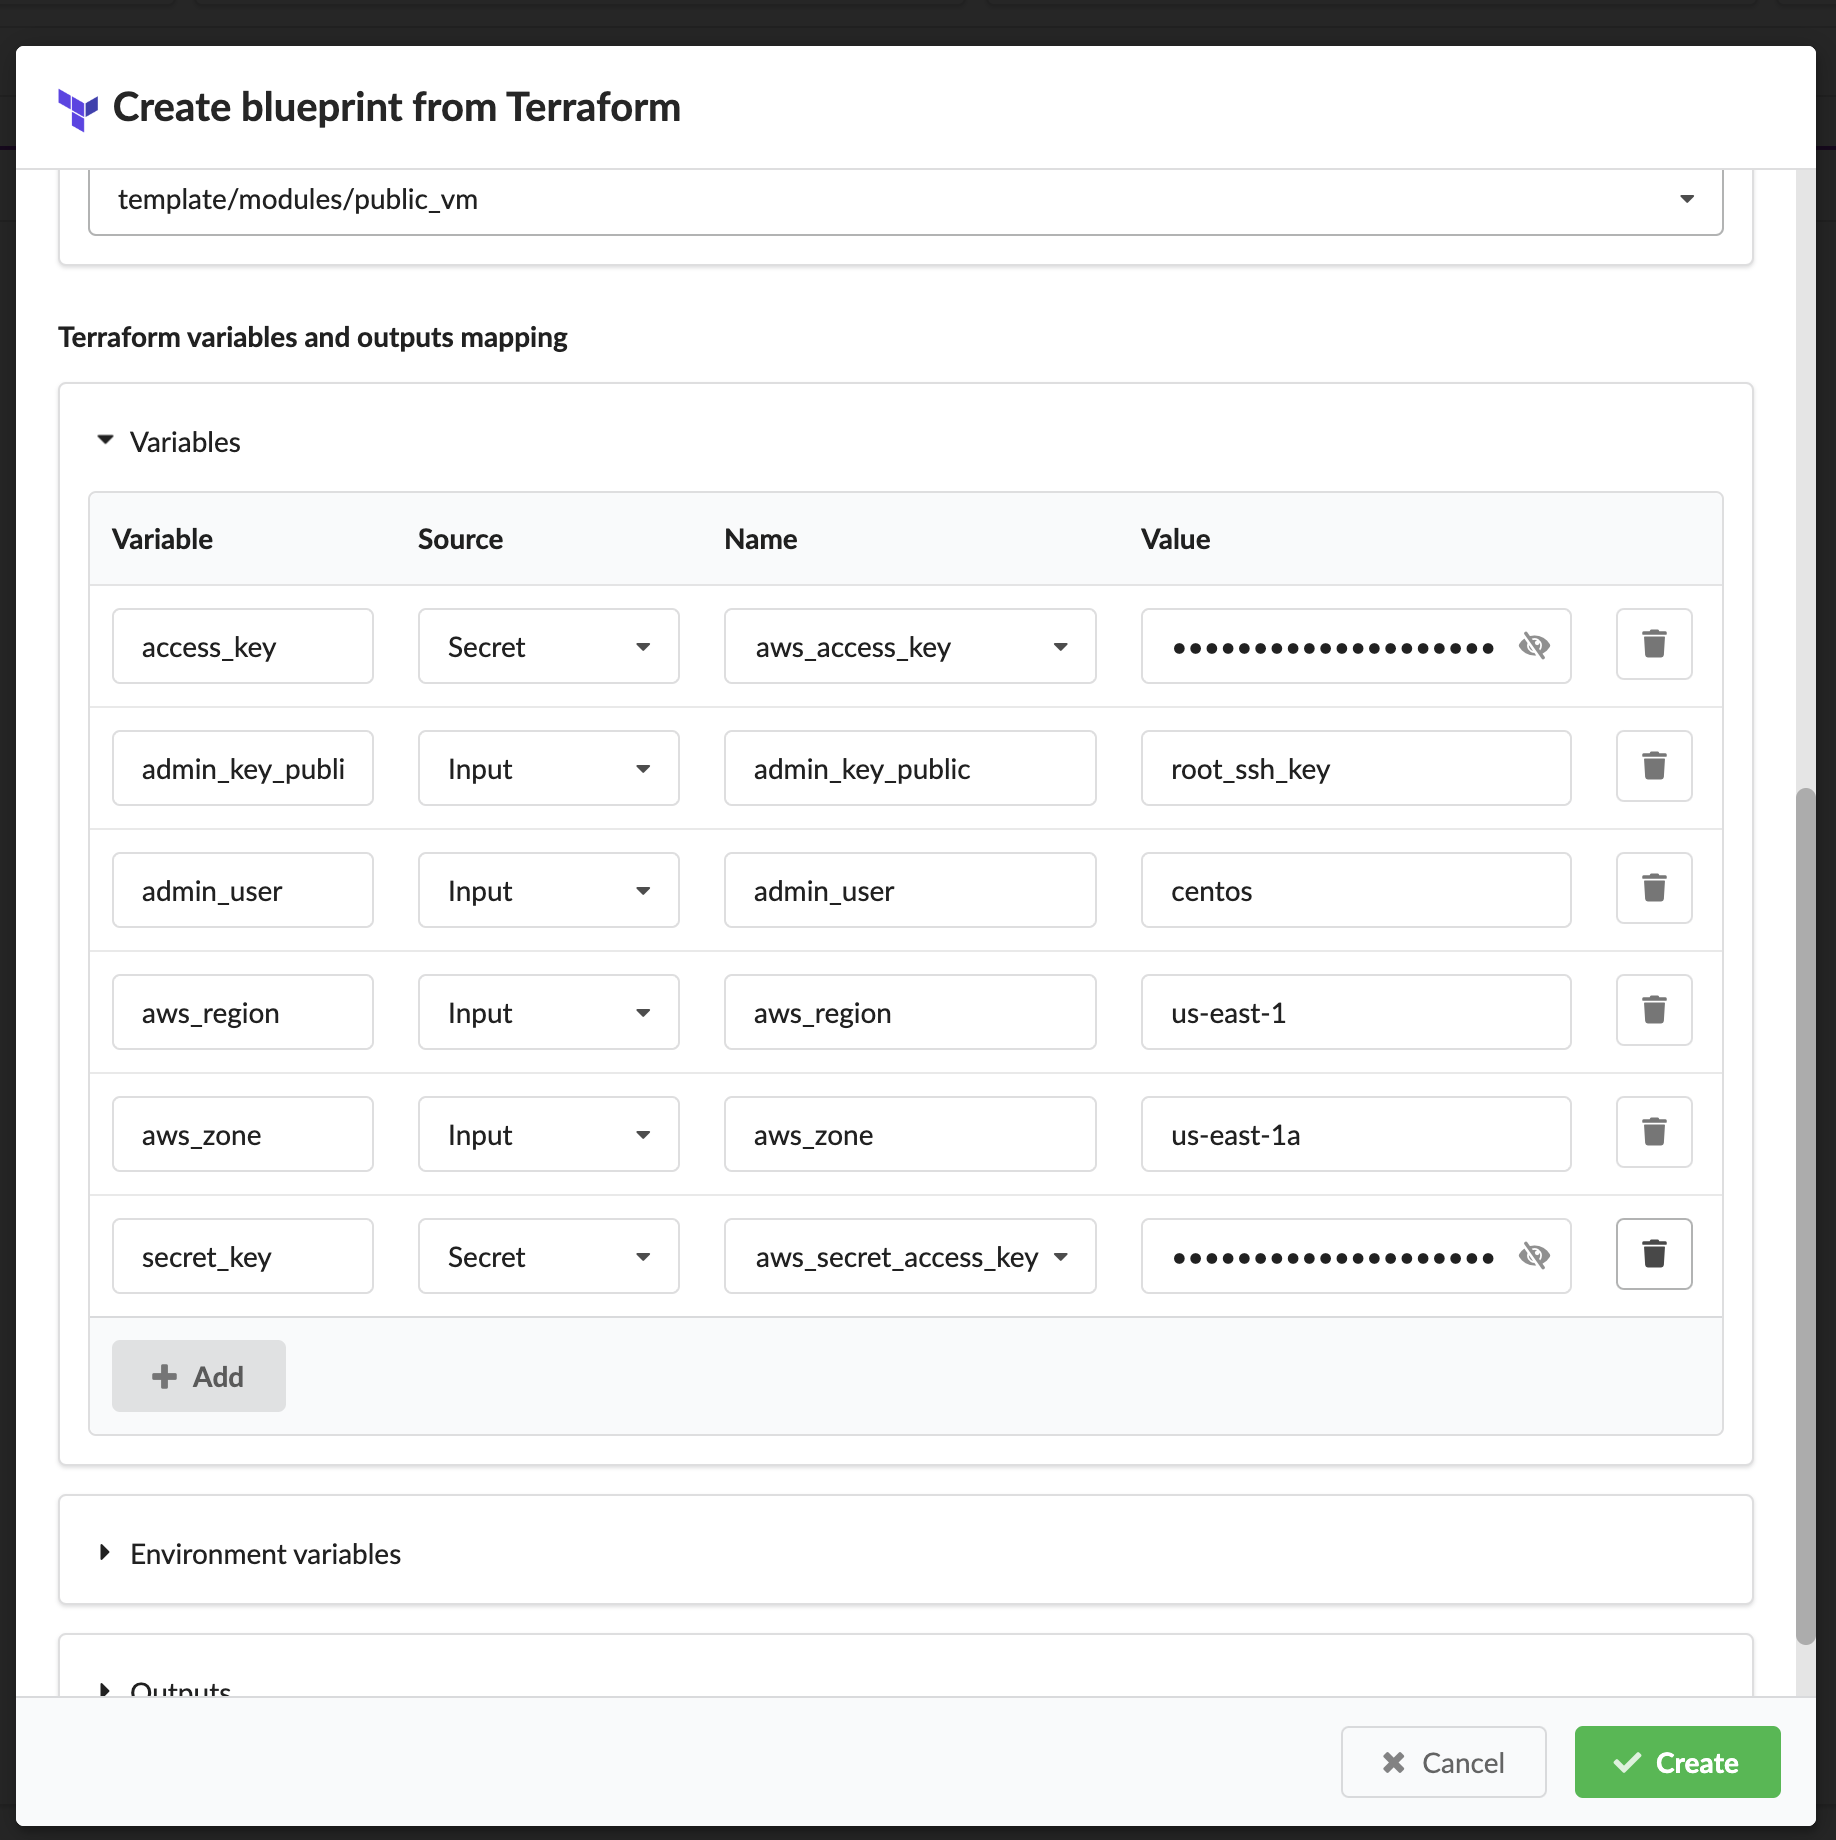 Create blueprint from Terraform
template/modules/public_vm
Terraform variables and outputs mapping
Variables
Variable Source Name Value
access_key Secret aws_access_key ••••••••••••••••••••
admin_key_publi Input admin_key_public root_ssh_key
admin_user Input admin_user centos
aws_region Input aws_region us-east-1
aws_zone Input aws_zone us-east-1a
secret_key Secret aws_secret_access_key ••••••••••••••••••••
Add
Environment variables
Outputs
Cancel Create